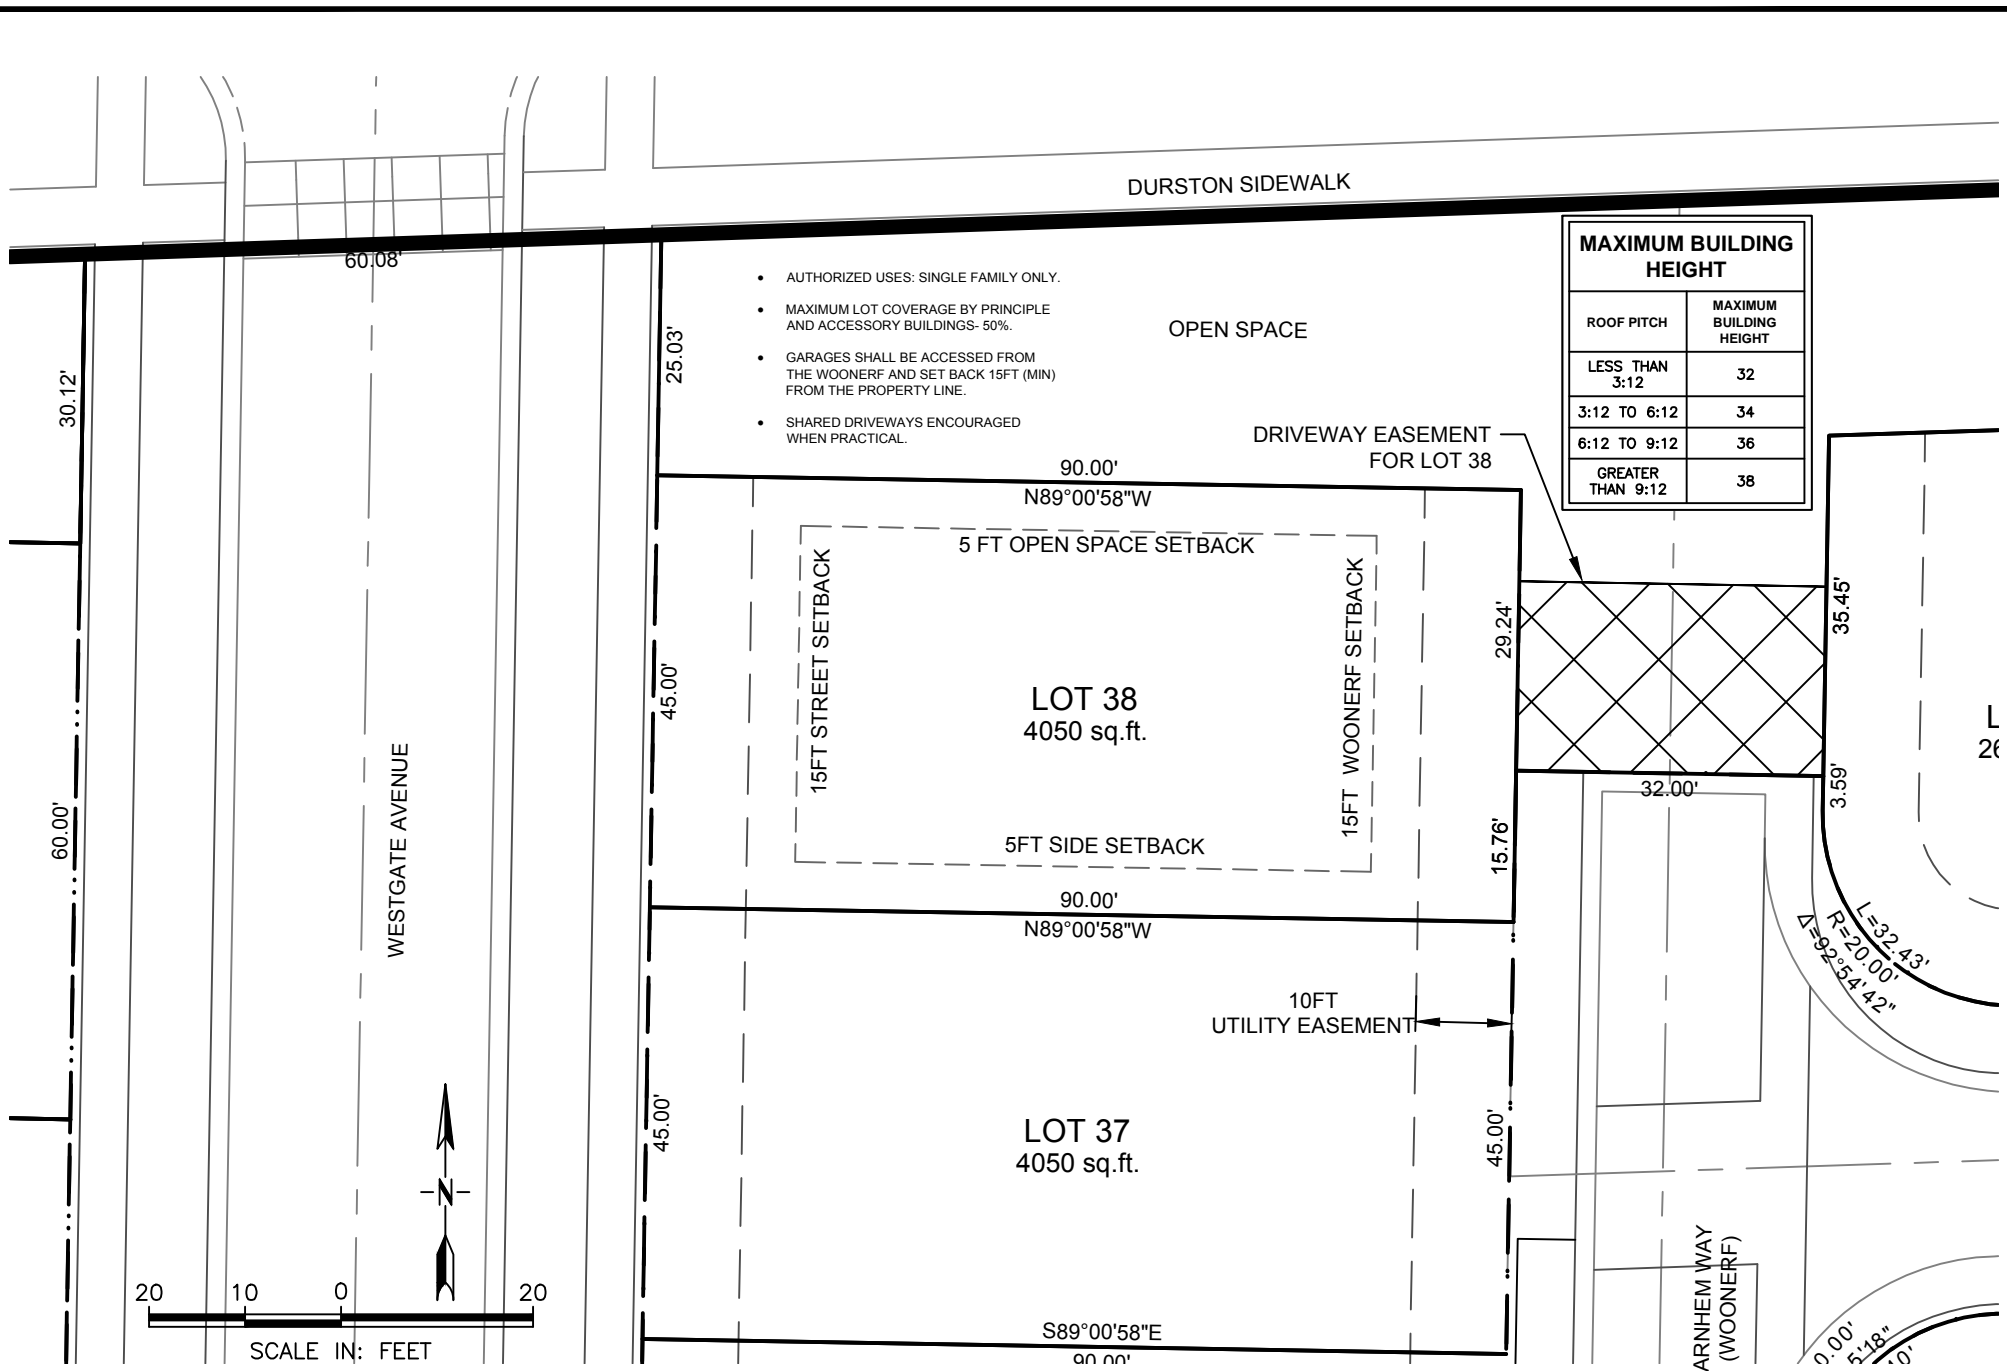 DURSTON SIDEWALK
60.08'
MAXIMUM BUILDING
HEIGHT
ROOF PITCH
MAXIMUM
BUILDING
HEIGHT
LESS THAN
3:12
32
3:12 TO 6:12
34
6:12 TO 9:12
36
GREATER
THAN 9:12
38
• AUTHORIZED USES: SINGLE FAMILY ONLY.
• MAXIMUM LOT COVERAGE BY PRINCIPLE
AND ACCESSORY BUILDINGS- 50%.
• GARAGES SHALL BE ACCESSED FROM
THE WOONERF AND SET BACK 15FT (MIN)
FROM THE PROPERTY LINE.
• SHARED DRIVEWAYS ENCOURAGED
WHEN PRACTICAL.
OPEN SPACE
25.03'
30.12'
DRIVEWAY EASEMENT
FOR LOT 38
90.00'
N89°00'58"W
5 FT OPEN SPACE SETBACK
15FT STREET SETBACK
15FT WOONERF SETBACK
29.24'
35.45'
45.00'
LOT 38
4050 sq.ft.
L
26
32.00'
3.59'
15.76'
5FT SIDE SETBACK
60.00'
WESTGATE AVENUE
90.00'
N89°00'58"W
L=32.43'
R=20.00'
Δ=92°54'42"
10FT
UTILITY EASEMENT
45.00'
LOT 37
4050 sq.ft.
45.00'
N
ARNHEM WAY
(WOONERF)
20 10 0 20
SCALE IN: FEET
S89°00'58"E
90.00'
0.00'
5'18"